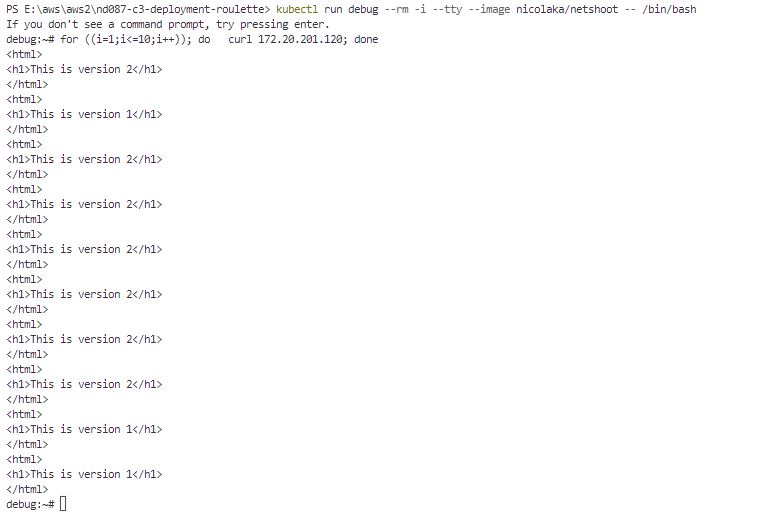 PS E:\aws\aws2\nd087-c3-deployment-roulette> kubectl run debug --rm -i --tty --image nicolaka/netshoot -- /bin/bash
If you don't see a command prompt, try pressing enter.
debug:~# for ((i=1;i<=10;i++)); do   curl 172.20.201.120; done
<html>
<h1>This is version 2</h1>
</html>
<html>
<h1>This is version 1</h1>
</html>
<html>
<h1>This is version 2</h1>
</html>
<html>
<h1>This is version 2</h1>
</html>
<html>
<h1>This is version 2</h1>
</html>
<html>
<h1>This is version 2</h1>
</html>
<html>
<h1>This is version 2</h1>
</html>
<html>
<h1>This is version 2</h1>
</html>
<html>
<h1>This is version 1</h1>
</html>
<html>
<h1>This is version 1</h1>
</html>
debug:~#